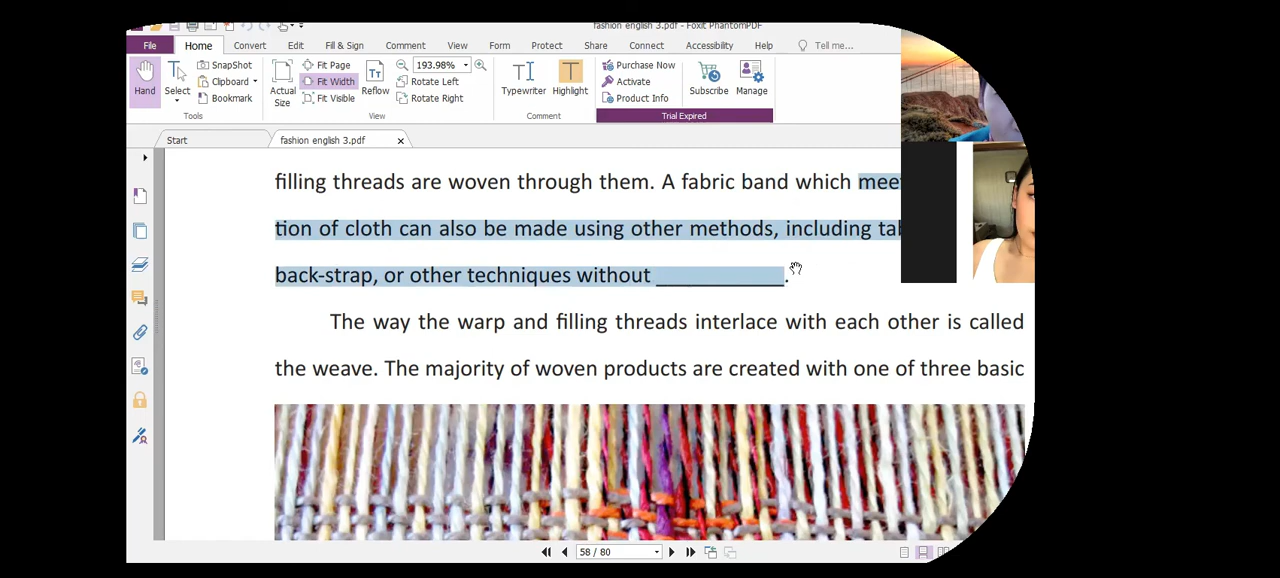 fashion english 3.pdf - Foxit PhantomPDF
File Home Convert Edit Fill & Sign Comment View Form Protect Share Connect Accessibility Help Tell me...
SnapShot Fit Page 193.98% Purchase Now
Clipboard Fit Width Rotate Left Activate
Hand Select Bookmark Actual Size Fit Visible Reflow Rotate Right Typewriter Highlight Product Info Subscribe Manage
Tools View Comment Trial Expired
Start fashion english 3.pdf
filling threads are woven through them. A fabric band which
tion of cloth can also be made using other methods, including
back-strap, or other techniques without ____________.
The way the warp and filling threads interlace with each other is called
the weave. The majority of woven products are created with one of three basic
58 / 80